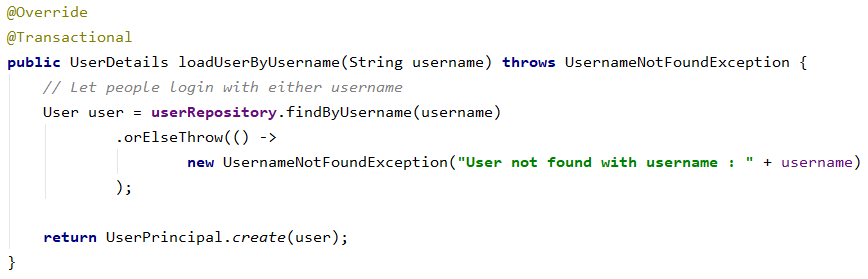 @Override
@Transactional
public UserDetails loadUserByUsername(String username) throws UsernameNotFoundException {
// Let people login with either username
User user = userRepository.findByUsername(username)
.orElseThrow(() ->
new UsernameNotFoundException("User not found with username : " + username)
);
return UserPrincipal.create(user);
}